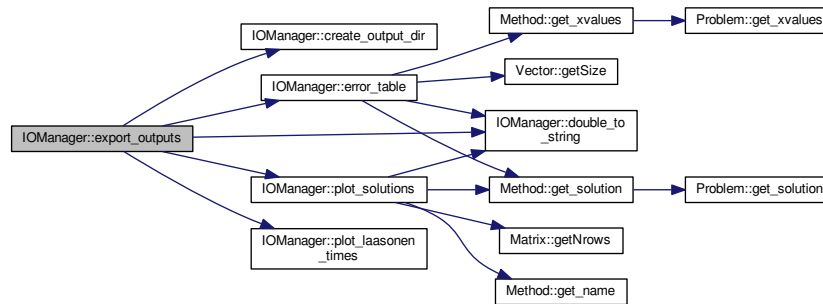 IOManager::export_outputs
IOManager::create_output_dir
IOManager::error_table
IOManager::plot_solutions
IOManager::plot_laasonen
_times
Method::get_xvalues
Vector::getSize
IOManager::double_to
_string
Method::get_solution
Matrix::getNrows
Method::get_name
Problem::get_xvalues
Problem::get_solution